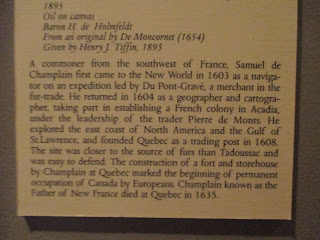 1893
Oil on canvas
Baron H. de Holmfeldt
From an original by De Moncornet (1654)
Given by Henry J. Tiffin, 1895
A commoner from the southwest of France, Samuel de
Champlain first came to the New World in 1603 as a naviga-
tor on an expedition led by Du Pont-Gravé, a merchant in the
fur-trade. He returned in 1604 as a geographer and cartogra-
pher, taking part in establishing a French colony in Acadia,
under the leadership of the trader Pierre de Monts. He
explored the east coast of North America and the Gulf of
St.Lawrence, and founded Quebec as a trading post in 1608.
The site was closer to the source of furs than Tadoussac and
was easy to defend. The construction of a fort and storehouse
by Champlain at Quebec marked the beginning of permanent
occupation of Canada by Europeans. Champlain known as the
Father of New France died at Quebec in 1635.